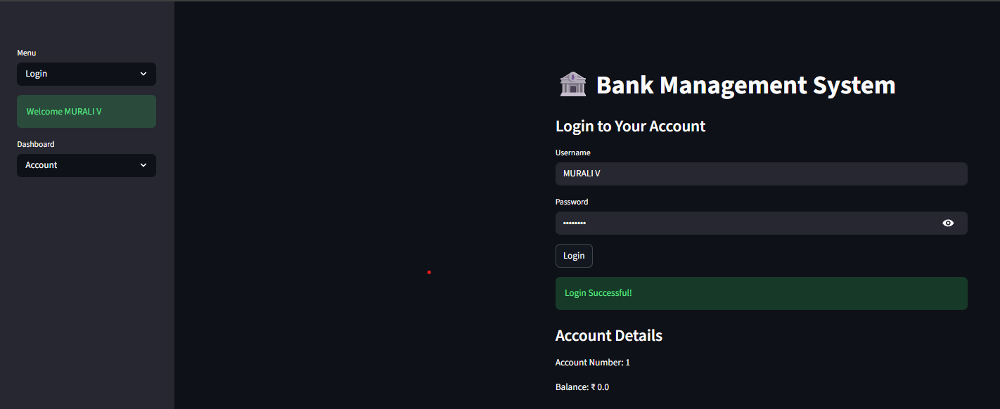 Menu
Login
Welcome MURALI V
Dashboard
Account
Bank Management System
Login to Your Account
Username
MURALI V
Password
••••••••
Login
Login Successful!
Account Details
Account Number: 1
Balance: ₹ 0.0